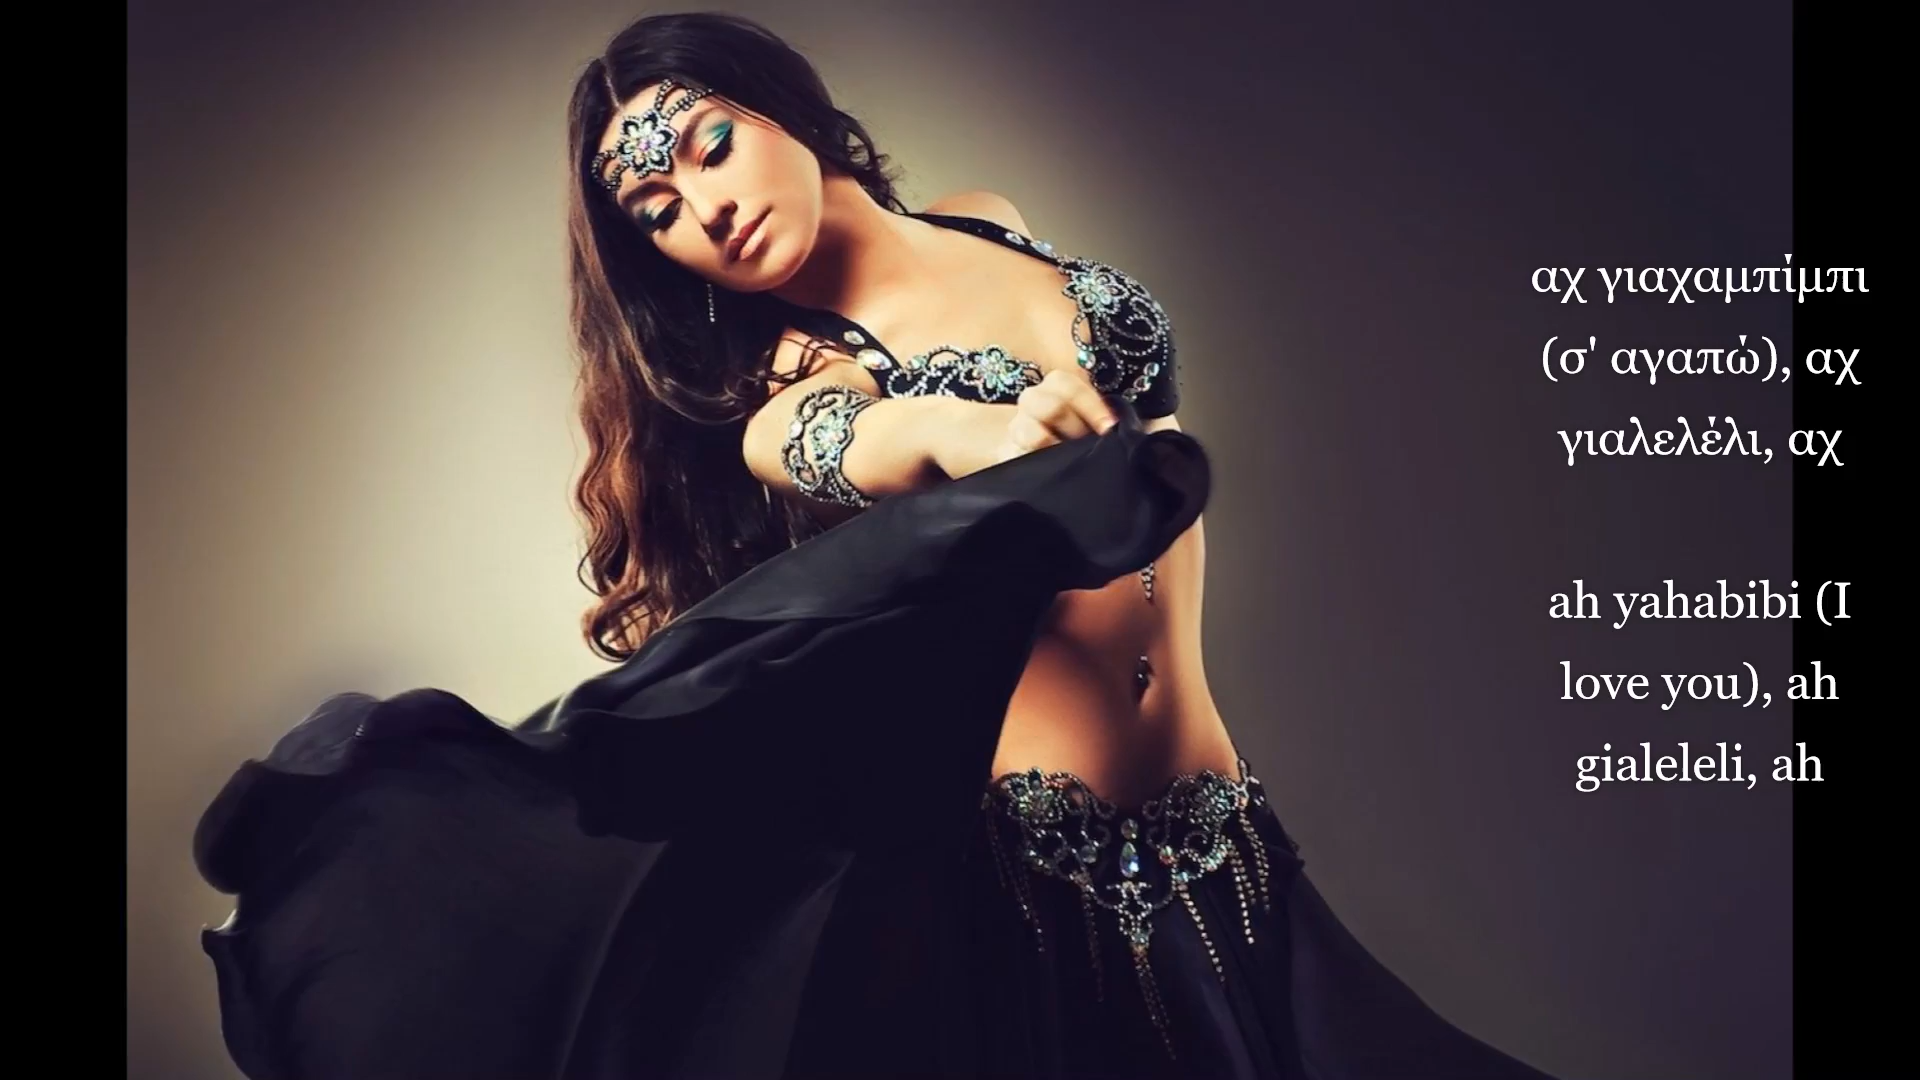 αχ γιαχαμπίμπι
(σ' αγαπώ), αχ
γιαλελέλι, αχ
ah yahabibi (I
love you), ah
gialeleli, ah